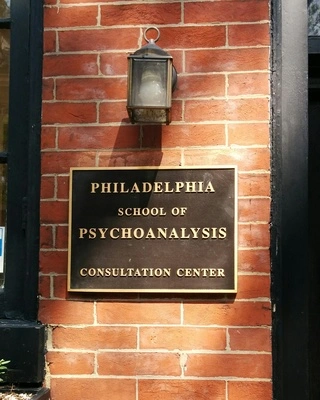 PHILADELPHIA
SCHOOL OF
PSYCHOANALYSIS
CONSULTATION CENTER